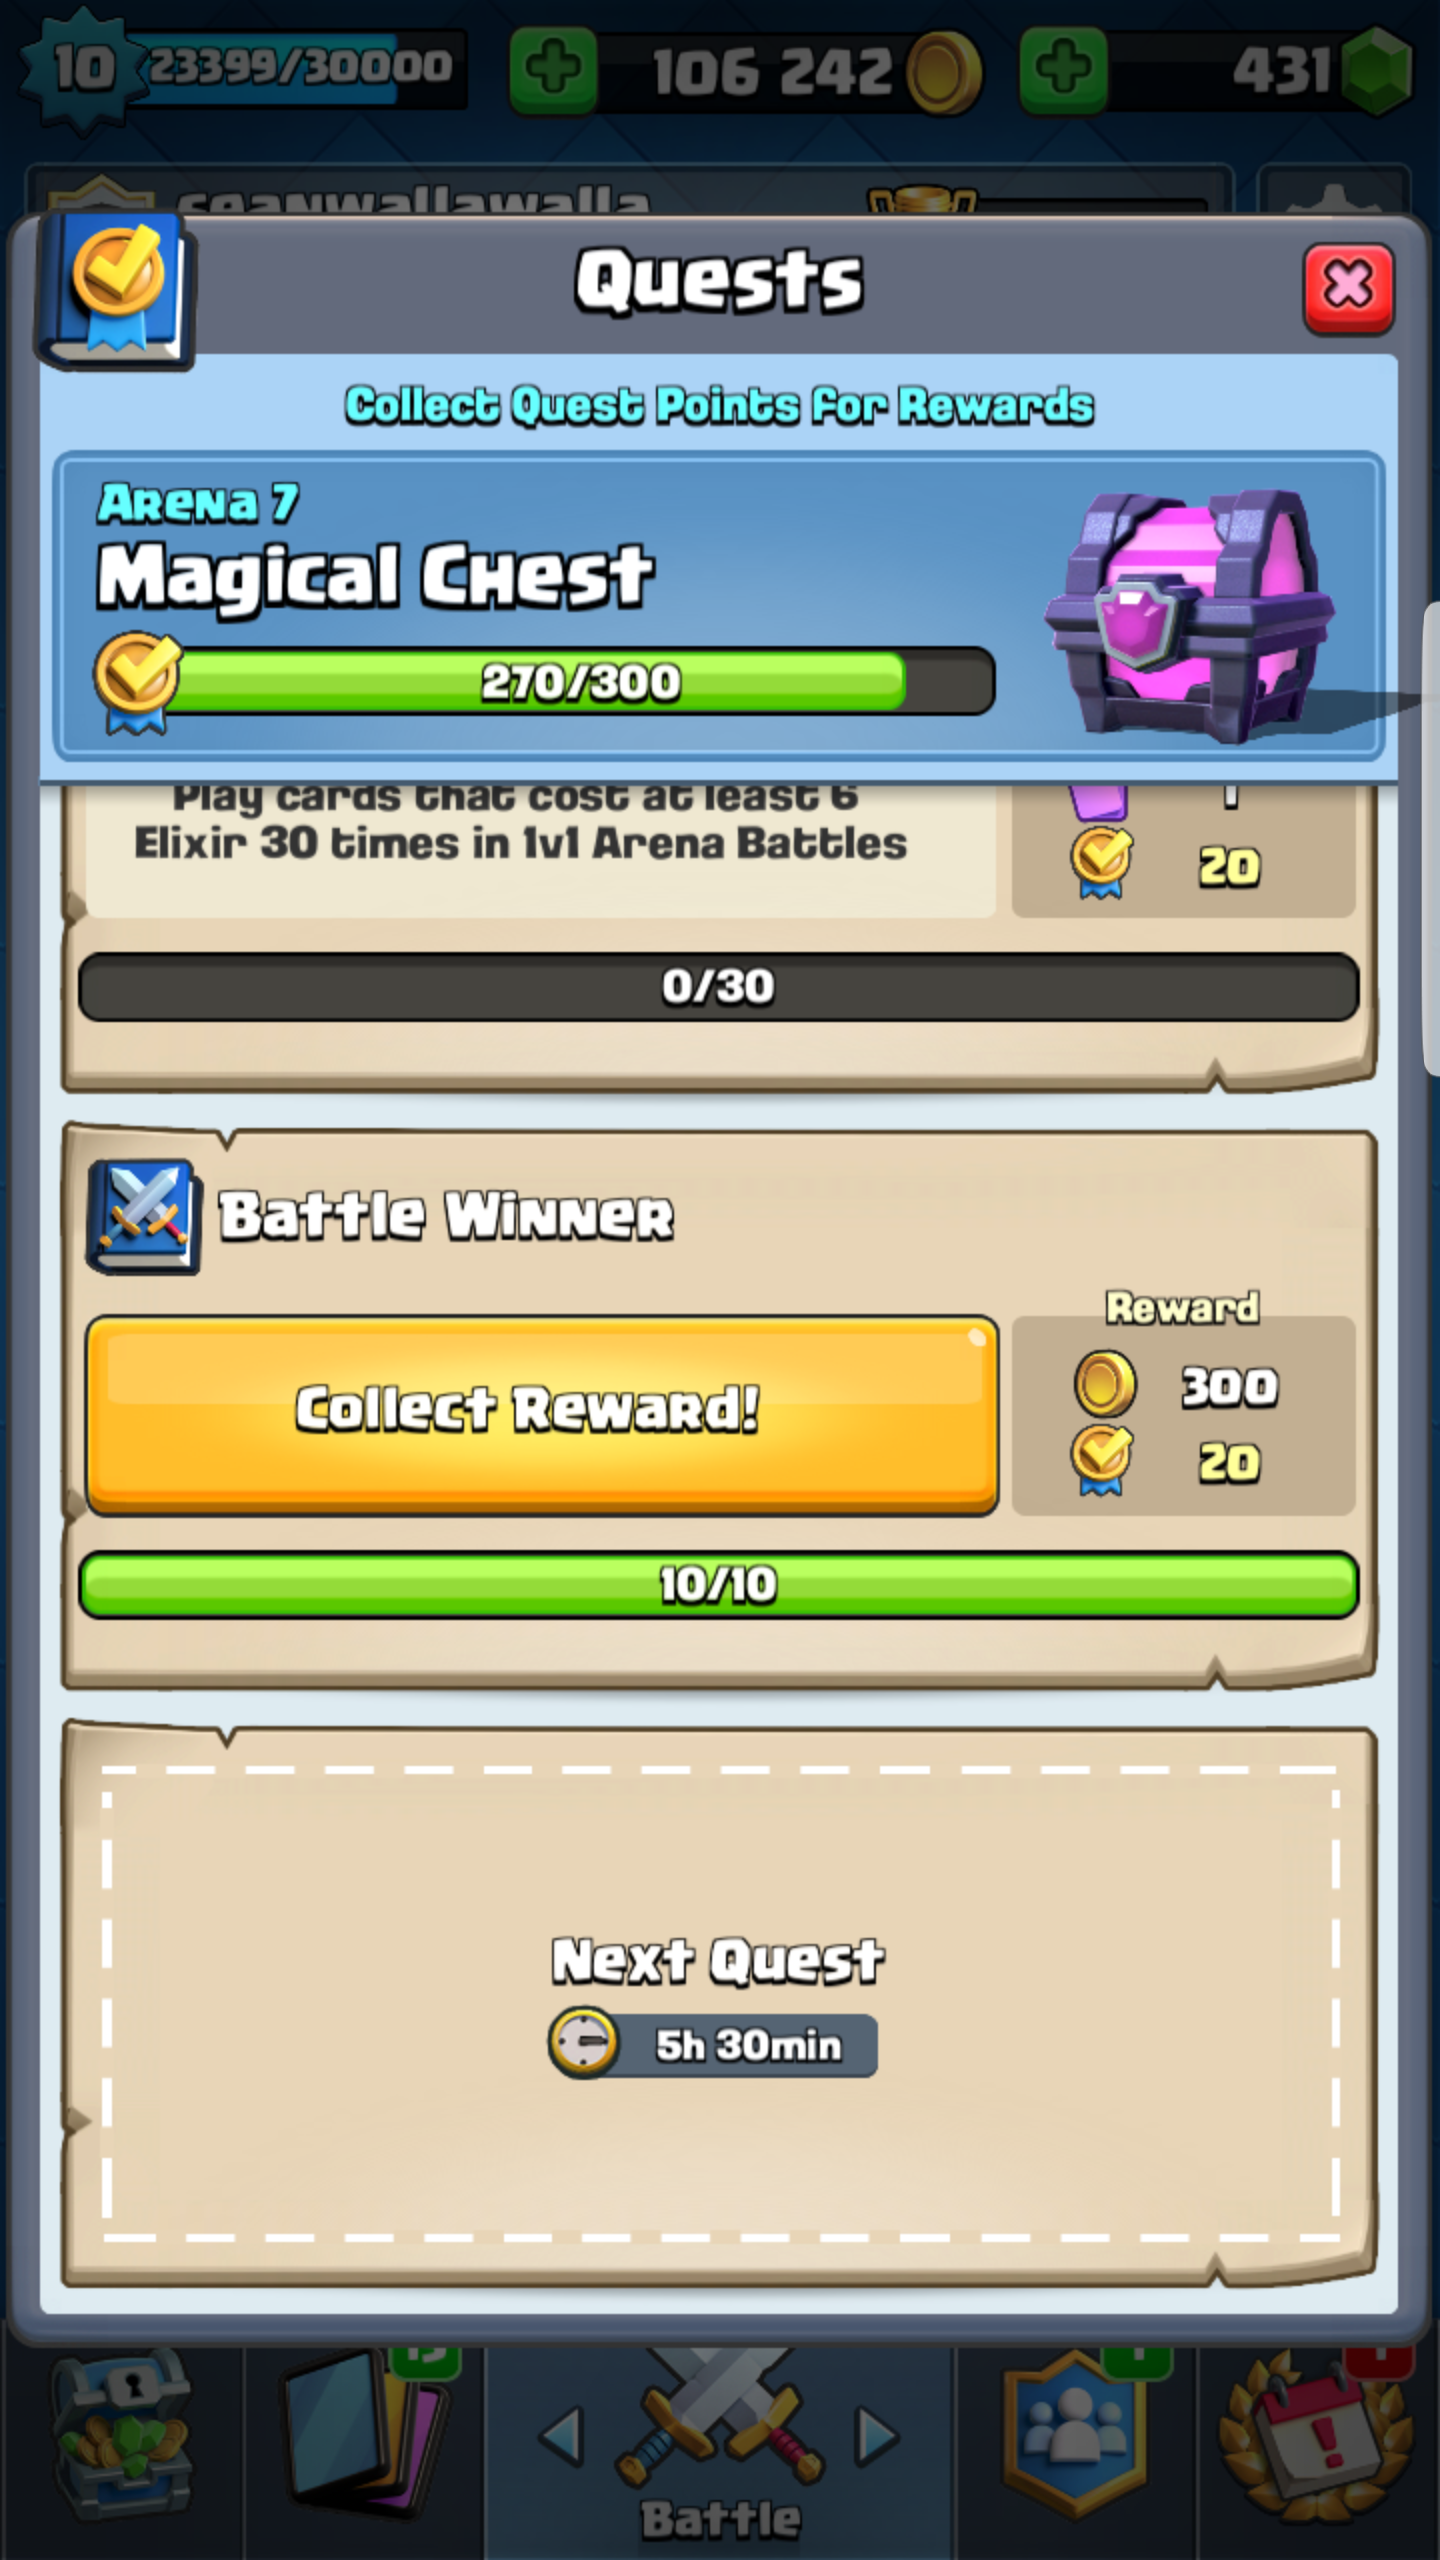 10
23399/30000
106 242
431
seanwallawalla
Quests
Collect Quest Points for Rewards
Arena 7
Magical Chest
270/300
Play cards that cost at least 6
Elixir 30 times in 1v1 Arena Battles
1
20
0/30
Battle Winner
Reward
Collect Reward!
300
20
10/10
Next Quest
5h 30min
Battle